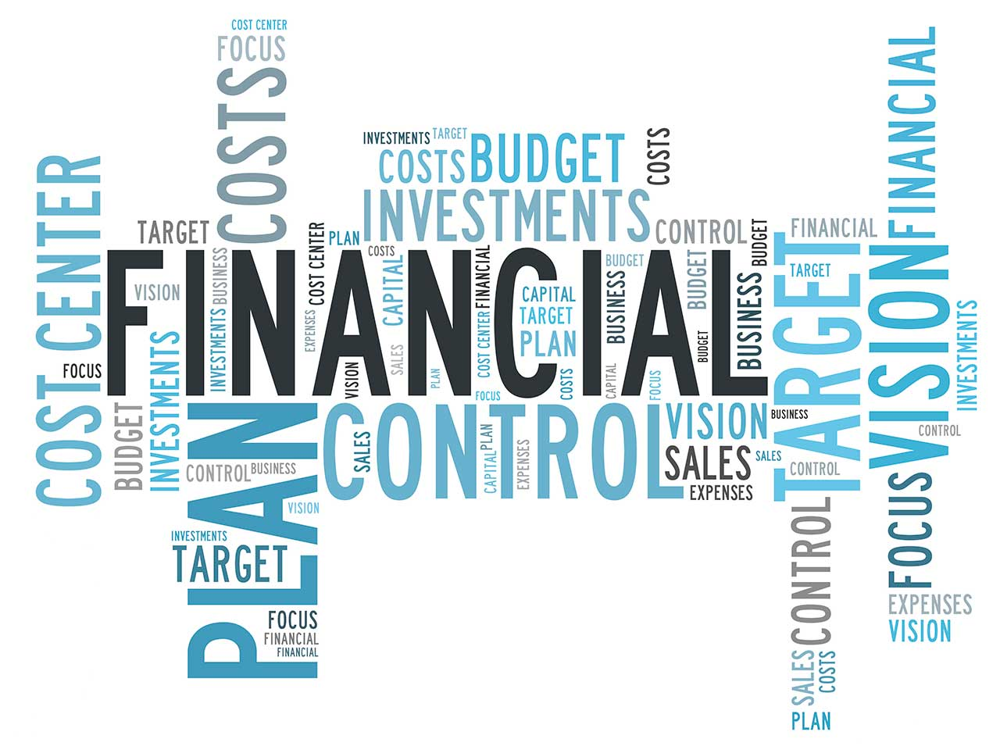 COST CENTER
FOCUS
COSTS
FINANCIAL
COST CENTER
INVESTMENTS
TARGET
COSTS
BUDGET
COSTS
INVESTMENTS
TARGET
PLAN
CONTROL
BUDGET
FINANCIAL
COST CENTER
COSTS
FINANCIAL
VISION
BUSINESS
INVESTMENTS
EXPENSES
CAPITAL
SALES
VISION
PLAN
FINANCIAL
COST CENTER
FOCUS
CAPITAL
TARGET
PLAN
COSTS
BUDGET
BUSINESS
CAPITAL
FOCUS
BUDGET
BUDGET
BUSINESS
TARGET
TARGET
VISION
INVESTMENTS
FOCUS
BUDGET
INVESTMENTS
PLAN
CONTROL
SALES
CAPITAL
PLAN
EXPENSES
VISION
BUSINESS
SALES
SALES
EXPENSES
CONTROL
CONTROL
CONTROL
BUSINESS
VISION
INVESTMENTS
TARGET
FOCUS
FINANCIAL
FINANCIAL
CONTROL
FOCUS
EXPENSES
VISION
SALES
COSTS
PLAN